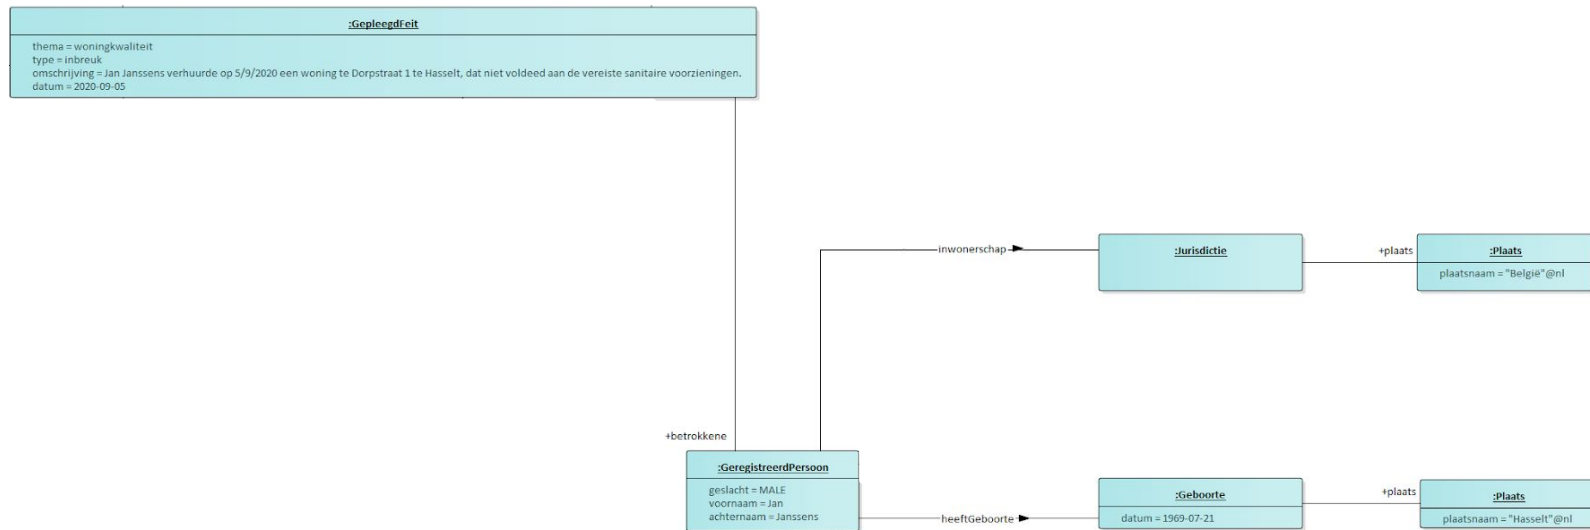 :GepleegdFeit
thema = woningkwaliteit
type = inbreuk
omschrijving = Jan Janssens verhuurde op 5/9/2020 een woning te Dorpstraat 1 te Hasselt, dat niet voldeed aan de vereiste sanitaire voorzieningen.
datum = 2020-09-05
inwonerschap
:Jurisdictie
+plaats
:Plaats
plaatsnaam = "België"@nl
+betrokkene
:GeregistreerdPersoon
geslacht = MALE
voornaam = Jan
achternaam = Janssens
heeftGeboorte
:Geboorte
datum = 1969-07-21
+plaats
:Plaats
plaatsnaam = "Hasselt"@nl